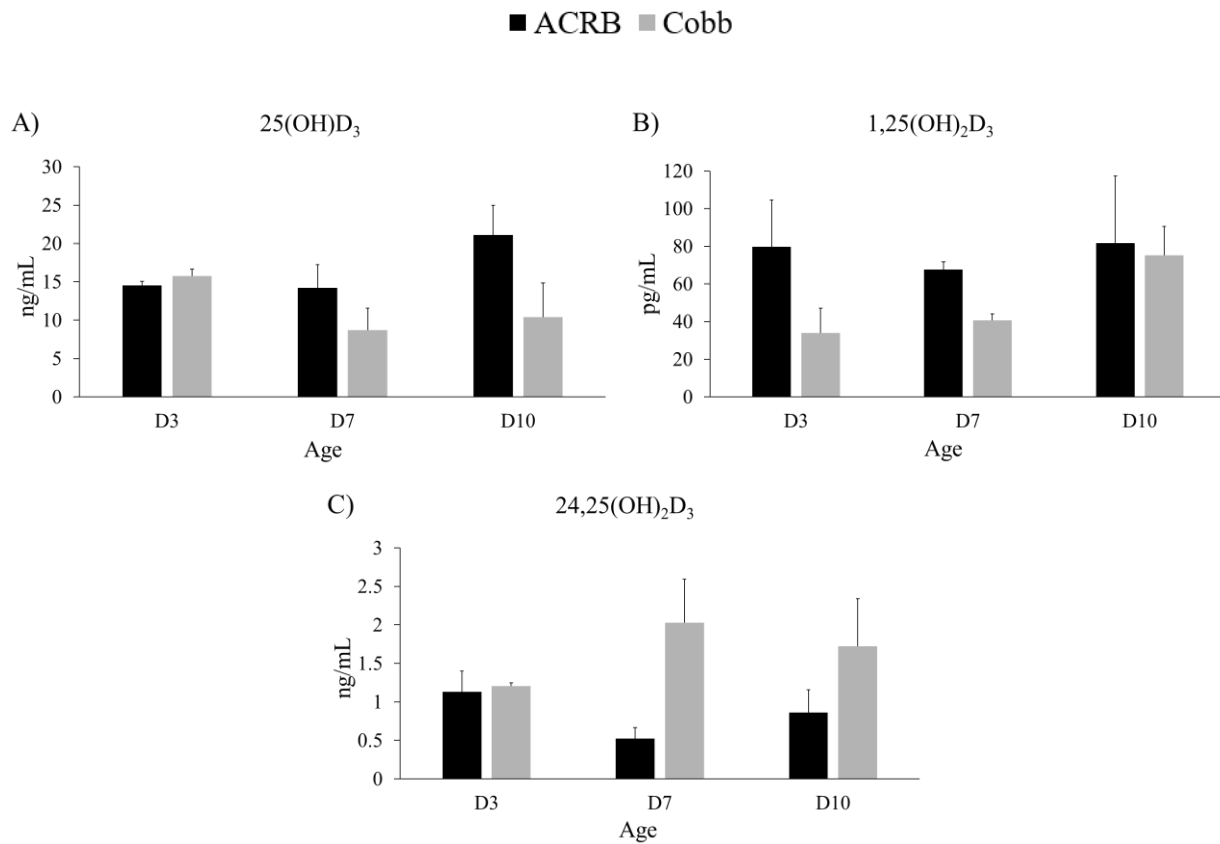 ACRB Cobb
A) 25(OH)D₃
30
25
20
15
10
5
0
ng/mL
D3 D7 D10
Age
B) 1,25(OH)₂D₃
120
100
80
60
40
20
0
pg/mL
D3 D7 D10
Age
C) 24,25(OH)₂D₃
3
2.5
2
1.5
1
0.5
0
ng/mL
D3 D7 D10
Age